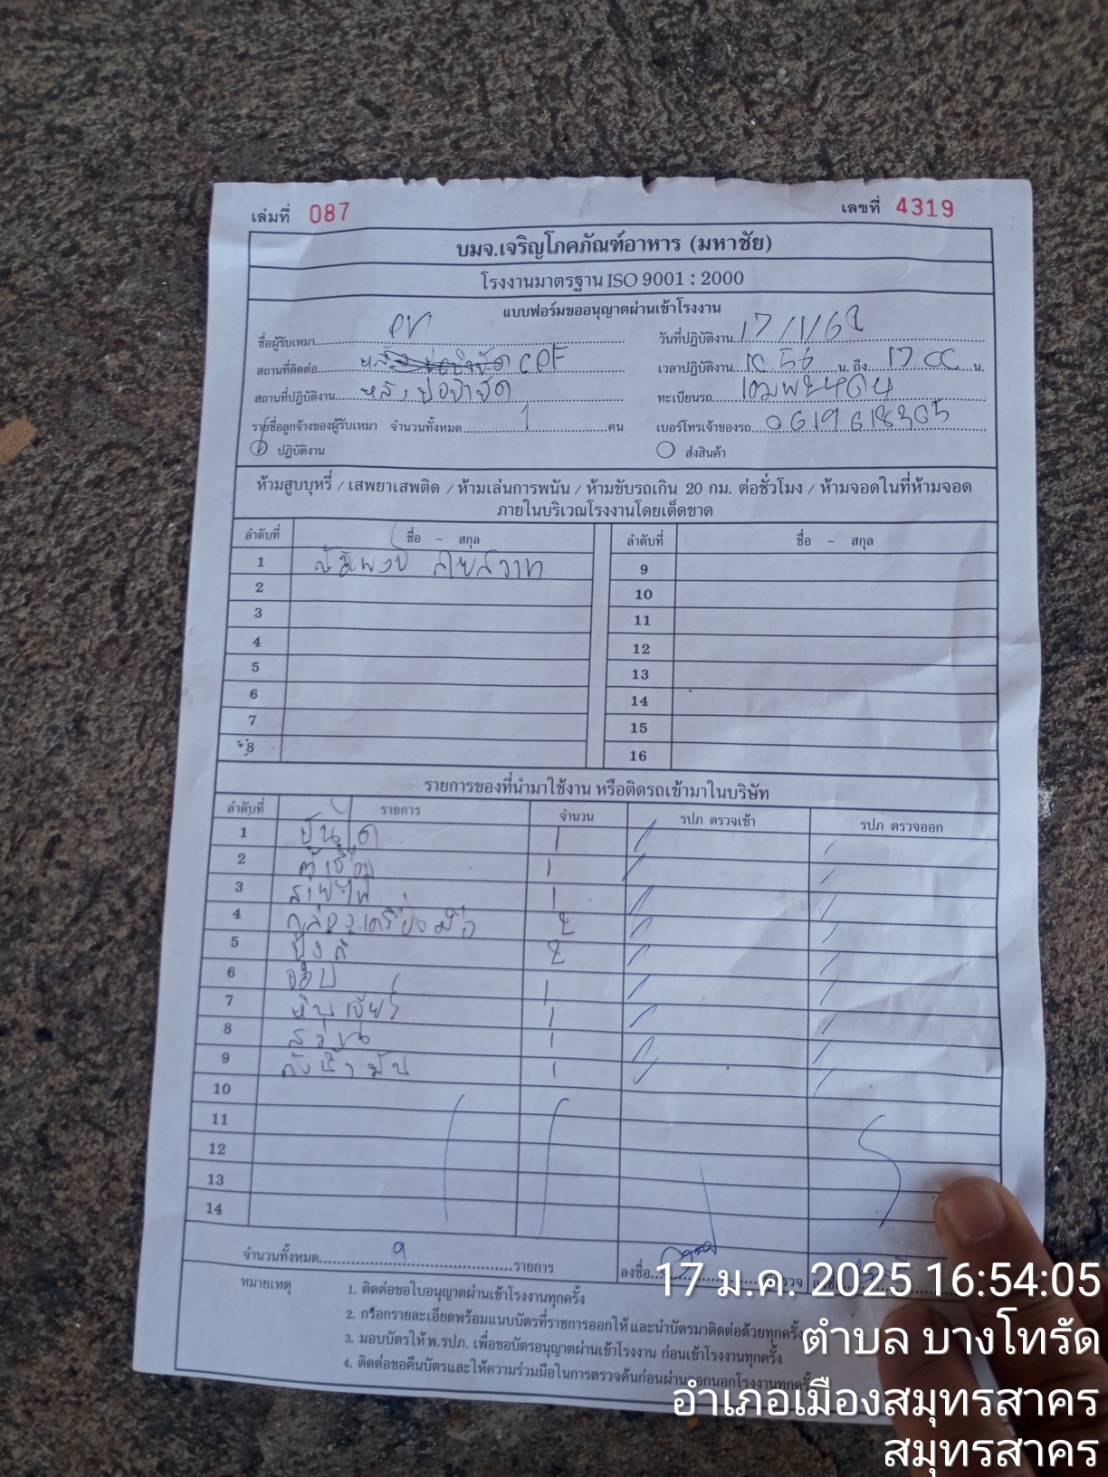 เล่มที่ 087
เลขที่ 4319
บมจ.เจริญโภคภัณฑ์อาหาร (มหาชัย)
โรงงานมาตรฐาน ISO 9001 : 2000
แบบฟอร์มขออนุญาตผ่านเข้าโรงงาน
ชื่อผู้รับเหมา
วันที่ปฏิบัติงาน 17/1/68
สถานที่ติดต่อ CPF
เวลาปฏิบัติงาน 10.56 น. ถึง 17.00 น.
สถานที่ปฏิบัติงาน หลังบ่อบำบัด
ทะเบียนรถ
รายชื่อลูกจ้างของผู้รับเหมา จำนวนทั้งหมด 1 คน
เบอร์โทรเจ้าของรถ 0619618305
ปฏิบัติงาน
ส่งสินค้า
ห้ามสูบบุหรี่ / เสพยาเสพติด / ห้ามเล่นการพนัน / ห้ามขับรถเกิน 20 กม. ต่อชั่วโมง / ห้ามจอดในที่ห้ามจอด
ภายในบริเวณโรงงานโดยเด็ดขาด
ลำดับที่ ชื่อ - สกุล ลำดับที่ ชื่อ - สกุล
1 9
2 10
3 11
4 12
5 13
6 14
7 15
8 16
รายการของที่นำมาใช้งาน หรือติดรถเข้ามาในบริษัท
ลำดับที่ รายการ จำนวน รปภ ตรวจเข้า รปภ ตรวจออก
1 บันได 1 / /
2 ตู้เชื่อม 1 / /
3 สายไฟ 1 / /
4 กล่องเครื่องมือ 2 / /
5 2 / /
6 1 / /
7 หินเจียร์ 1 / /
8 สว่าน 1 / /
9 ถังน้ำมัน 1 / /
10
11
12
13
14
จำนวนทั้งหมด 9 รายการ
ลงชื่อ
หมายเหตุ 1. ติดต่อขอใบอนุญาตผ่านเข้าโรงงานทุกครั้ง
2. กรอกรายละเอียดพร้อมแนบบัตรที่ราชการออกให้ และนำบัตรมาติดต่อด้วยทุกครั้ง
3. มอบบัตรให้ พ.รปภ. เพื่อขอบัตรอนุญาตผ่านเข้าโรงงาน ก่อนเข้าโรงงานทุกครั้ง
4. ติดต่อขอคืนบัตรและให้ความร่วมมือในการตรวจค้นก่อนผ่านออกนอกโรงงานทุกครั้ง
17 ม.ค. 2025 16:54:05
ตำบล บางโทรัด
อำเภอเมืองสมุทรสาคร
สมุทรสาคร